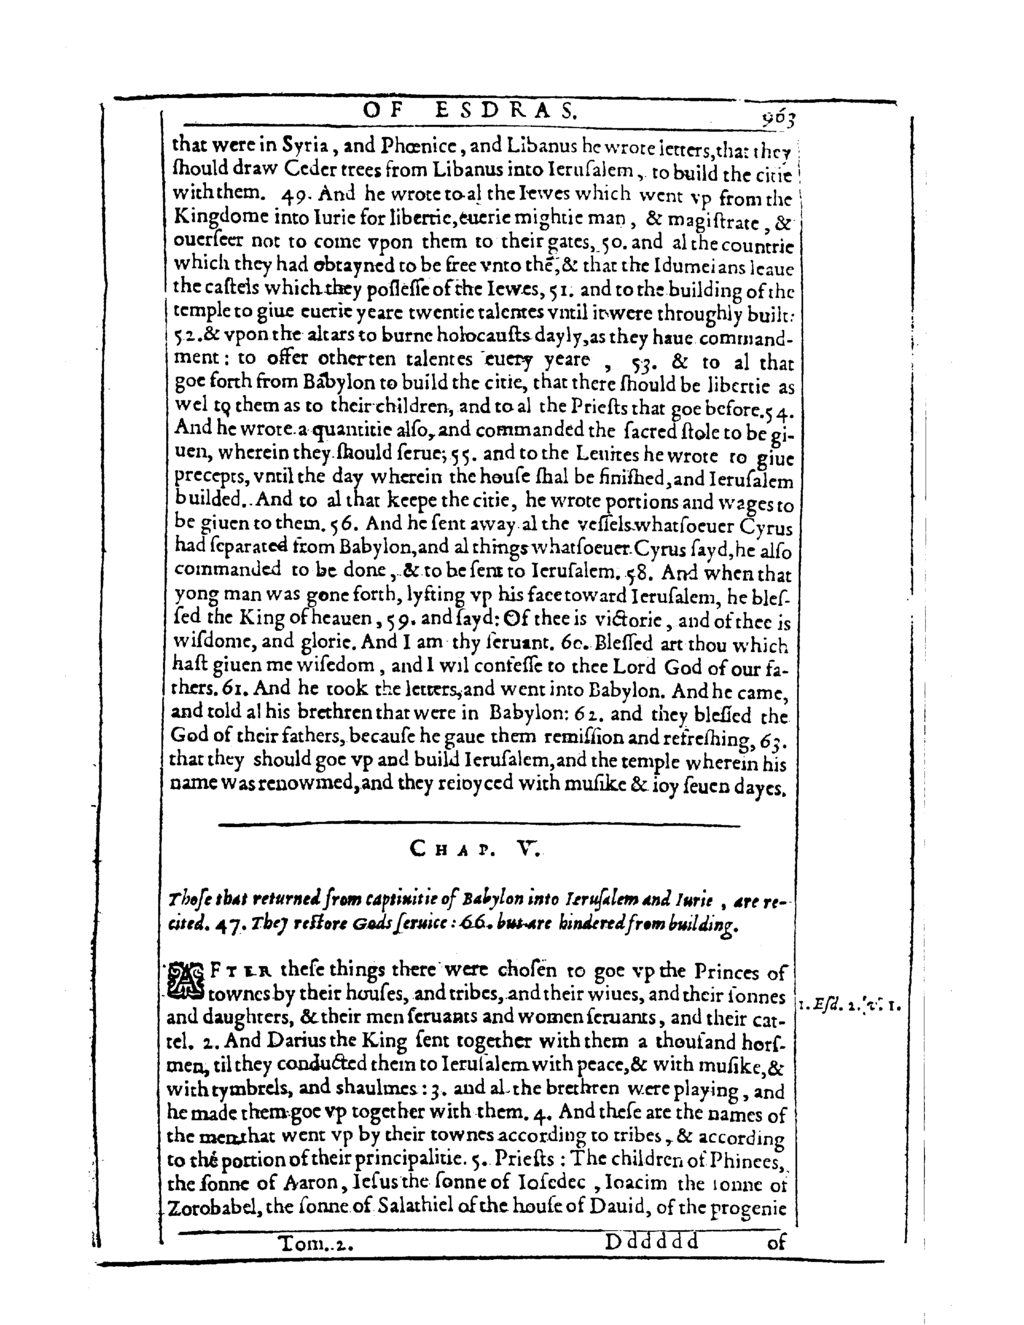 OF ESDRAS. 963
that were in Syria, and Phœnice, and Libanus he wrote letters, that they
ſhould draw Ceder trees from Libanus into Ieruſalem, to build the citie
with them. 49. And he wrote to al the Iewes which went vp from the
Kingdome into Iurie for libertie, euerie mightie man, & magiſtrate, &
ouerſeer not to come vpon them to their gates, 50. and al the countrie
which they had obtayned to be free vnto thē, & that the Idumeians leaue
the caſtels which they poſſeſſe of the Iewes, 51. and to the building of the
temple to giue euerie yeare twentie talentes vntil it were throughly built:
52. & vpon the altars to burne holocauſts dayly, as they haue command-
ment: to offer other ten talentes euery yeare, 53. & to al that
goe forth from Babylon to build the citie, that there ſhould be libertie as
wel to them as to their children, and to al the Prieſts that goe before. 54.
And he wrote a quantitie alſo, and commanded the ſacred ſtole to be gi-
uen, wherein they ſhould ſerue; 55. and to the Leuites he wrote to giue
precepts, vntil the day wherein the houſe ſhal be finiſhed, and Ieruſalem
builded. And to al that keepe the citie, he wrote portions and wages to
be giuen to them. 56. And he ſent away al the veſſels whatſoeuer Cyrus
had ſeparated from Babylon, and al things whatſoeuer Cyrus ſayd, he alſo
commanded to be done, & to be ſent to Ieruſalem. 58. And when that
yong man was gone forth, lyfting vp his face toward Ieruſalem, he bleſ-
ſed the King of heauen, 59. and ſayd: Of thee is victorie, and of thee is
wiſdome, and glorie. And I am thy ſeruant. 60. Bleſſed art thou which
haſt giuen me wiſedom, and I wil confeſſe to thee Lord God of our fa-
thers. 61. And he took the letters, and went into Babylon. And he came,
and told al his brethren that were in Babylon: 62. and they bleſſed the
God of their fathers, becauſe he gaue them remiſſion and refreſhing, 63.
that they should goe vp and build Ieruſalem, and the temple wherein his
name was renowmed, and they reioyced with muſike & ioy ſeuen dayes.
CHAP. V.
Thoſe that returned from captiuitie of Babylon into Ieruſalem and Iurie, are re-
cited. 47. They reſtore Gods ſeruice: 66. but are hindered from building.
AFTER theſe things there were choſen to goe vp the Princes of
townes by their houſes, and tribes, and their wiues, and their ſonnes
and daughters, & their men ſeruants and women ſeruants, and their cat-
tel. 2. And Darius the King ſent together with them a thouſand horſ-
men, til they conducted them to Ieruſalem with peace, & with muſike, &
with tymbrels, and shaulmes: 3. and al the brethren were playing, and
he made them goe vp together with them. 4. And theſe are the names of
the men that went vp by their townes according to tribes, & according
to the portion of their principalitie. 5. Prieſts: The children of Phinees,
the ſonne of Aaron, Ieſus the ſonne of Ioſedec, Ioacim the ſonne of
Zorobabel, the ſonne of Salathiel of the houſe of Dauid, of the progenie
1. Eſd. 2. v. 1.
Tom. 2. Dddddd of